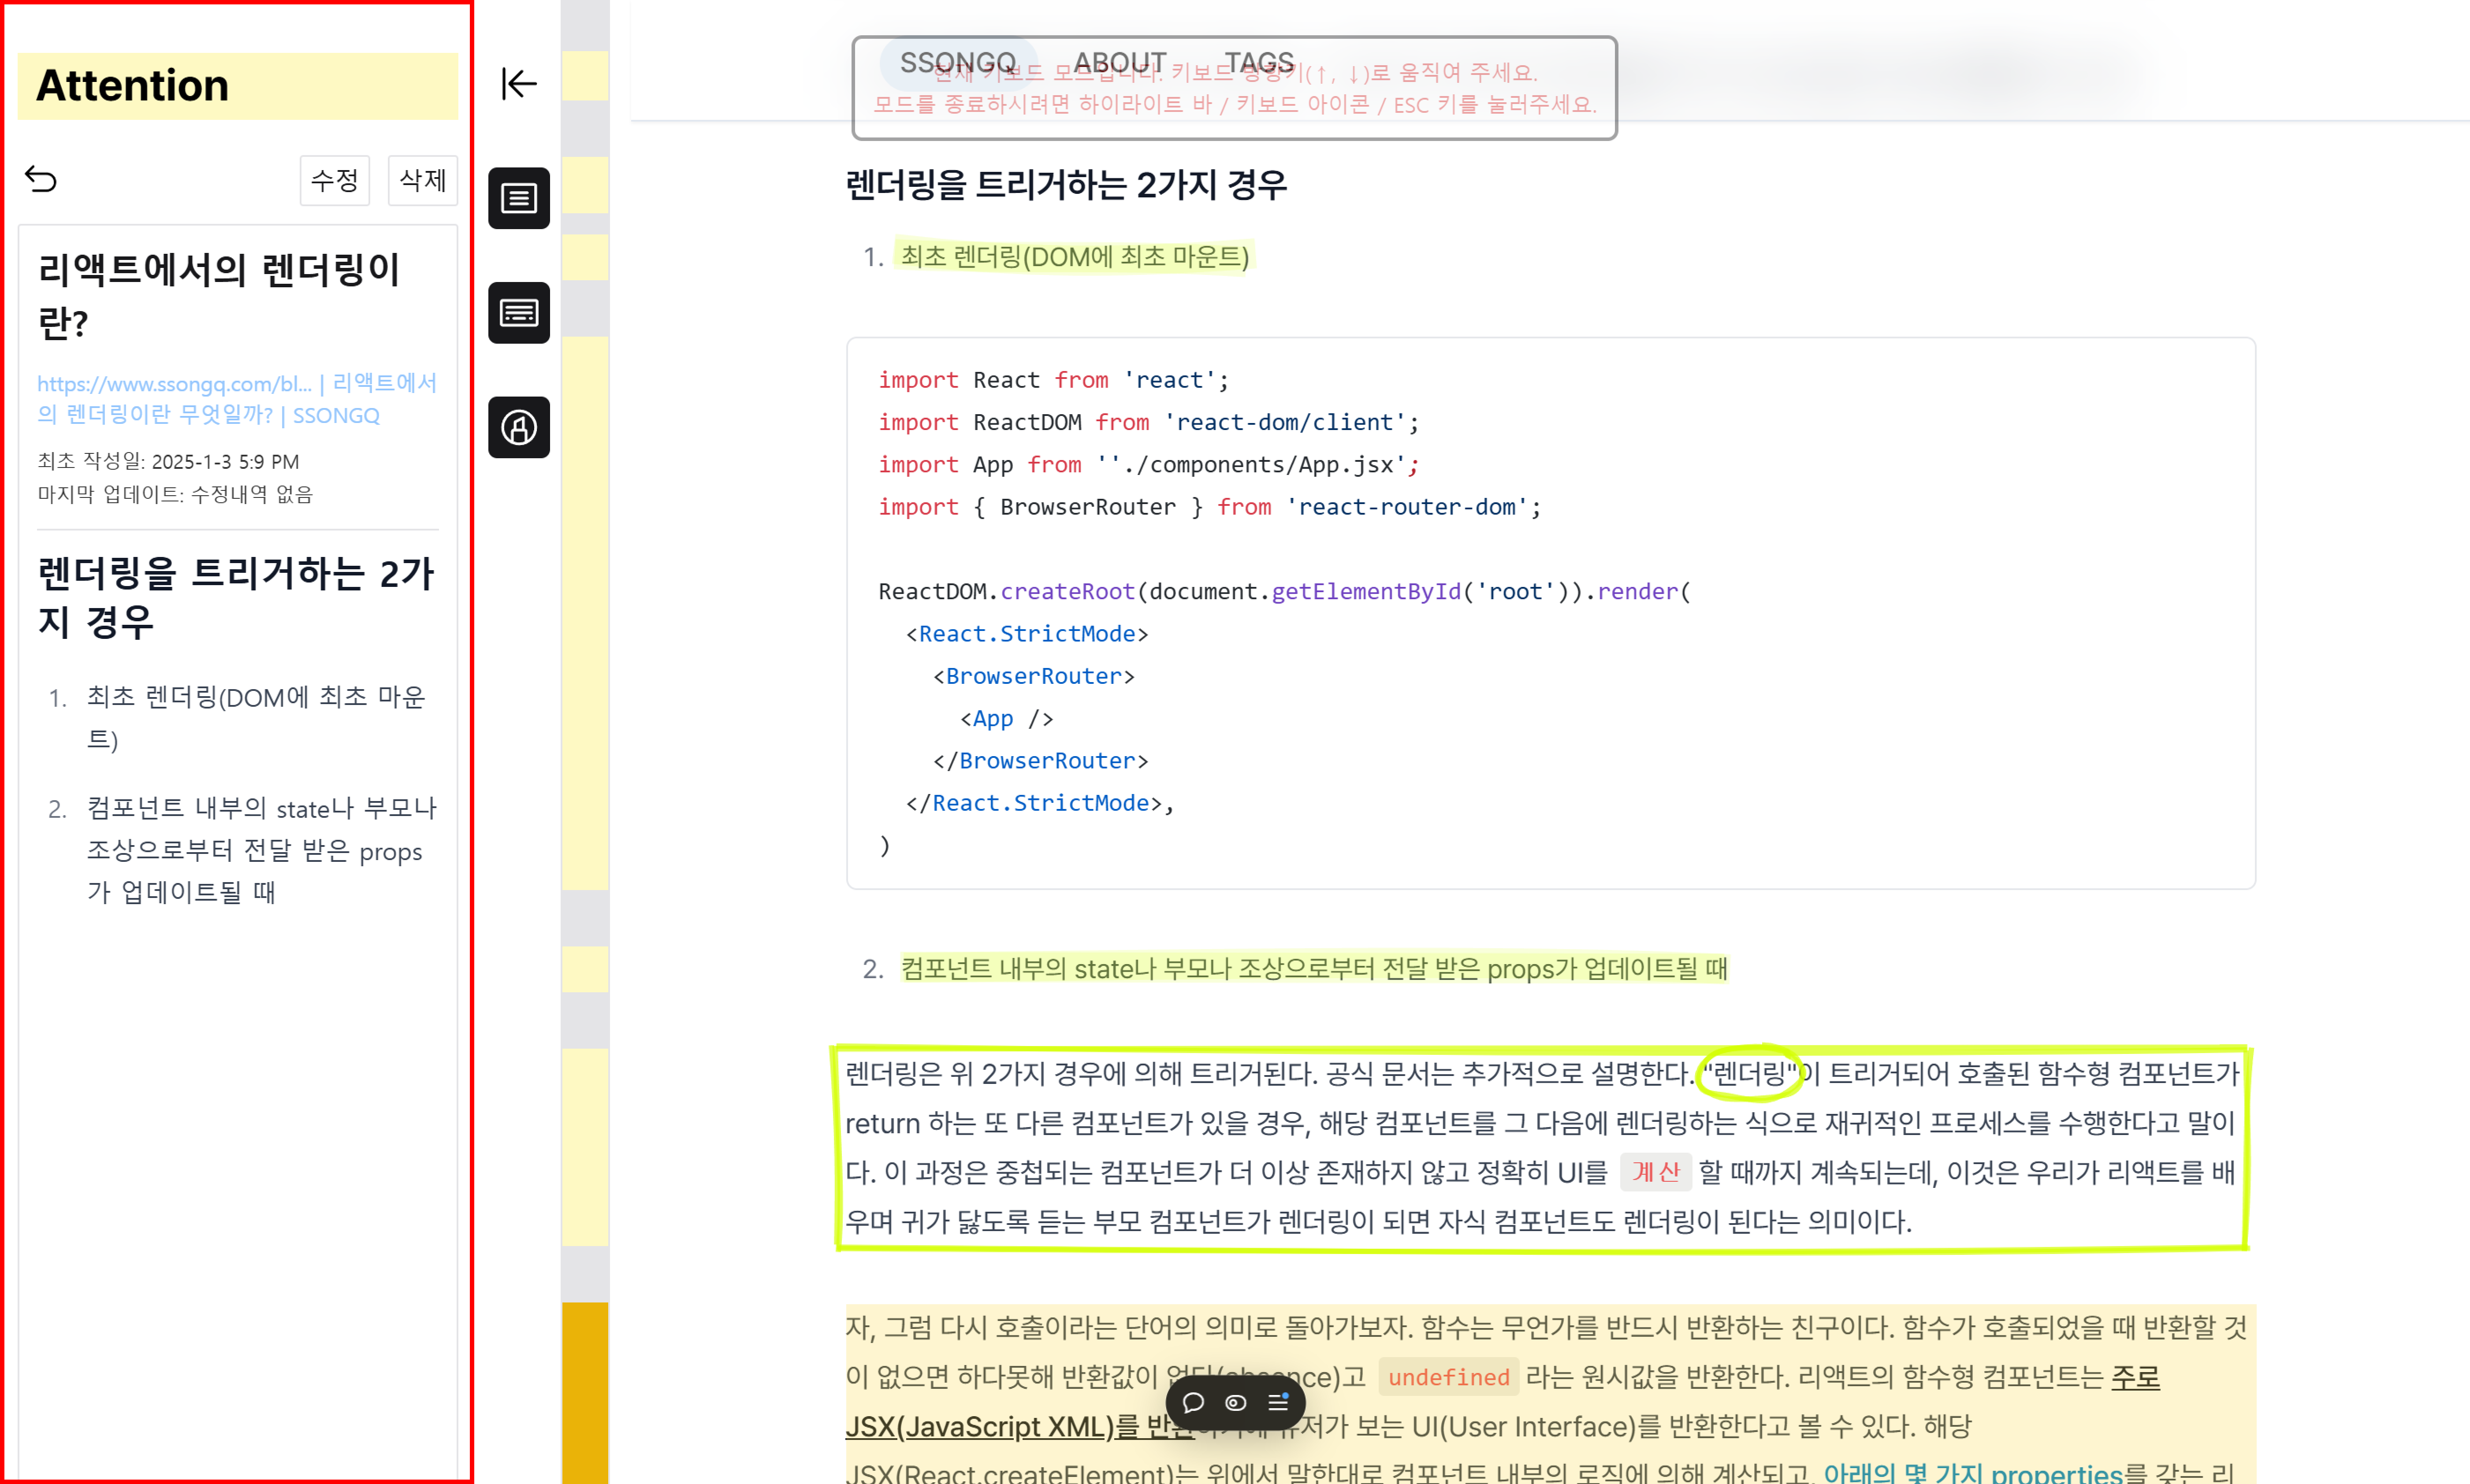 Attention
수정 삭제
리액트에서의 렌더링이
란?
https://www.ssongq.com/bl... | 리액트에서
의 렌더링이란 무엇일까? | SSONGQ
최초 작성일: 2025-1-3 5:9 PM
마지막 업데이트: 수정내역 없음
렌더링을 트리거하는 2가
지 경우
1. 최초 렌더링(DOM에 최초 마운
트)
2. 컴포넌트 내부의 state나 부모나
조상으로부터 전달 받은 props
가 업데이트될 때
SSONGQ ABOUT TAGS
현재 키보드 모드입니다. 키보드 방향키(↑, ↓)로 움직여 주세요.
모드를 종료하시려면 하이라이트 바 / 키보드 아이콘 / ESC 키를 눌러주세요.
렌더링을 트리거하는 2가지 경우
1. 최초 렌더링(DOM에 최초 마운트)
import React from 'react';
import ReactDOM from 'react-dom/client';
import App from ''./components/App.jsx';
import { BrowserRouter } from 'react-router-dom';
ReactDOM.createRoot(document.getElementById('root')).render(
<React.StrictMode>
<BrowserRouter>
<App />
</BrowserRouter>
</React.StrictMode>,
)
2. 컴포넌트 내부의 state나 부모나 조상으로부터 전달 받은 props가 업데이트될 때
렌더링은 위 2가지 경우에 의해 트리거된다. 공식 문서는 추가적으로 설명한다. "렌더링"이 트리거되어 호출된 함수형 컴포넌트가
return 하는 또 다른 컴포넌트가 있을 경우, 해당 컴포넌트를 그 다음에 렌더링하는 식으로 재귀적인 프로세스를 수행한다고 말이
다. 이 과정은 중첩되는 컴포넌트가 더 이상 존재하지 않고 정확히 UI를 계산 할 때까지 계속되는데, 이것은 우리가 리액트를 배
우며 귀가 닳도록 듣는 부모 컴포넌트가 렌더링이 되면 자식 컴포넌트도 렌더링이 된다는 의미이다.
자, 그럼 다시 호출이라는 단어의 의미로 돌아가보자. 함수는 무언가를 반드시 반환하는 친구이다. 함수가 호출되었을 때 반환할 것
이 없으면 하다못해 반환값이 없다(absence)고 undefined 라는 원시값을 반환한다. 리액트의 함수형 컴포넌트는 주로
JSX(JavaScript XML)를 반환 유저가 보는 UI(User Interface)를 반환한다고 볼 수 있다. 해당
JSX(React.createElement)는 위에서 말한대로 컴포넌트 내부의 로직에 의해 계산되고, 아래의 몇 가지 properties를 갖는 리